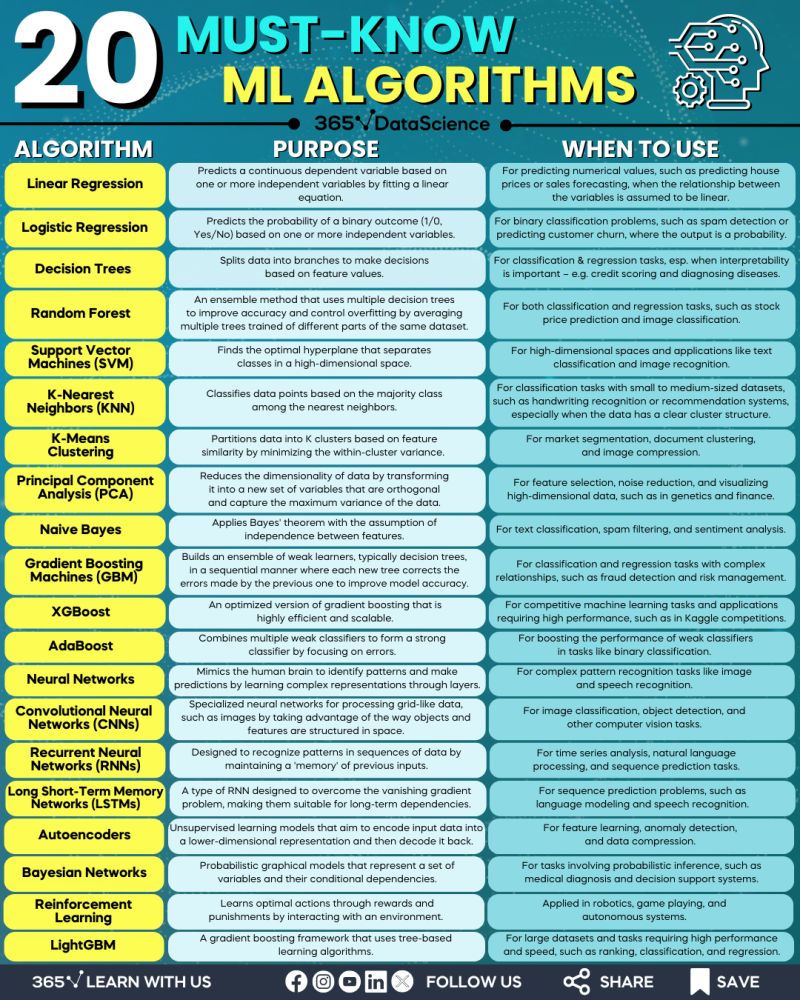 20 MUST-KNOW
ML ALGORITHMS
365 DataScience
ALGORITHM PURPOSE WHEN TO USE
Linear Regression
Predicts a continuous dependent variable based on
one or more independent variables by fitting a linear
equation.
For predicting numerical values, such as predicting house
prices or sales forecasting, when the relationship between
the variables is assumed to be linear.
Logistic Regression
Predicts the probability of a binary outcome (1/0,
Yes/No) based on one or more independent variables.
For binary classification problems, such as spam detection or
predicting customer churn, where the output is a probability.
Decision Trees
Splits data into branches to make decisions
based on feature values.
For classification & regression tasks, esp. when interpretability
is important – e.g. credit scoring and diagnosing diseases.
Random Forest
An ensemble method that uses multiple decision trees
to improve accuracy and control overfitting by averaging
multiple trees trained of different parts of the same dataset.
For both classification and regression tasks, such as stock
price prediction and image classification.
Support Vector
Machines (SVM)
Finds the optimal hyperplane that separates
classes in a high-dimensional space.
For high-dimensional spaces and applications like text
classification and image recognition.
K-Nearest
Neighbors (KNN)
Classifies data points based on the majority class
among the nearest neighbors.
For classification tasks with small to medium-sized datasets,
such as handwriting recognition or recommendation systems,
especially when the data has a clear cluster structure.
K-Means
Clustering
Partitions data into K clusters based on feature
similarity by minimizing the within-cluster variance.
For market segmentation, document clustering,
and image compression.
Principal Component
Analysis (PCA)
Reduces the dimensionality of data by transforming
it into a new set of variables that are orthogonal
and capture the maximum variance of the data.
For feature selection, noise reduction, and visualizing
high-dimensional data, such as in genetics and finance.
Naive Bayes
Applies Bayes' theorem with the assumption of
independence between features.
For text classification, spam filtering, and sentiment analysis.
Gradient Boosting
Machines (GBM)
Builds an ensemble of weak learners, typically decision trees,
in a sequential manner where each new tree corrects the
errors made by the previous one to improve model accuracy.
For classification and regression tasks with complex
relationships, such as fraud detection and risk management.
XGBoost
An optimized version of gradient boosting that is
highly efficient and scalable.
For competitive machine learning tasks and applications
requiring high performance, such as in Kaggle competitions.
AdaBoost
Combines multiple weak classifiers to form a strong
classifier by focusing on errors.
For boosting the performance of weak classifiers
in tasks like binary classification.
Neural Networks
Mimics the human brain to identify patterns and make
predictions by learning complex representations through layers.
For complex pattern recognition tasks like image
and speech recognition.
Convolutional Neural
Networks (CNNs)
Specialized neural networks for processing grid-like data,
such as images by taking advantage of the way objects and
features are structured in space.
For image classification, object detection, and
other computer vision tasks.
Recurrent Neural
Networks (RNNs)
Designed to recognize patterns in sequences of data by
maintaining a 'memory' of previous inputs.
For time series analysis, natural language
processing, and sequence prediction tasks.
Long Short-Term Memory
Networks (LSTMs)
A type of RNN designed to overcome the vanishing gradient
problem, making them suitable for long-term dependencies.
For sequence prediction problems, such as
language modeling and speech recognition.
Autoencoders
Unsupervised learning models that aim to encode input data into
a lower-dimensional representation and then decode it back.
For feature learning, anomaly detection,
and data compression.
Bayesian Networks
Probabilistic graphical models that represent a set of
variables and their conditional dependencies.
For tasks involving probabilistic inference, such as
medical diagnosis and decision support systems.
Reinforcement
Learning
Learns optimal actions through rewards and
punishments by interacting with an environment.
Applied in robotics, game playing, and
autonomous systems.
LightGBM
A gradient boosting framework that uses tree-based
learning algorithms.
For large datasets and tasks requiring high performance
and speed, such as ranking, classification, and regression.
365 LEARN WITH US FOLLOW US SHARE SAVE